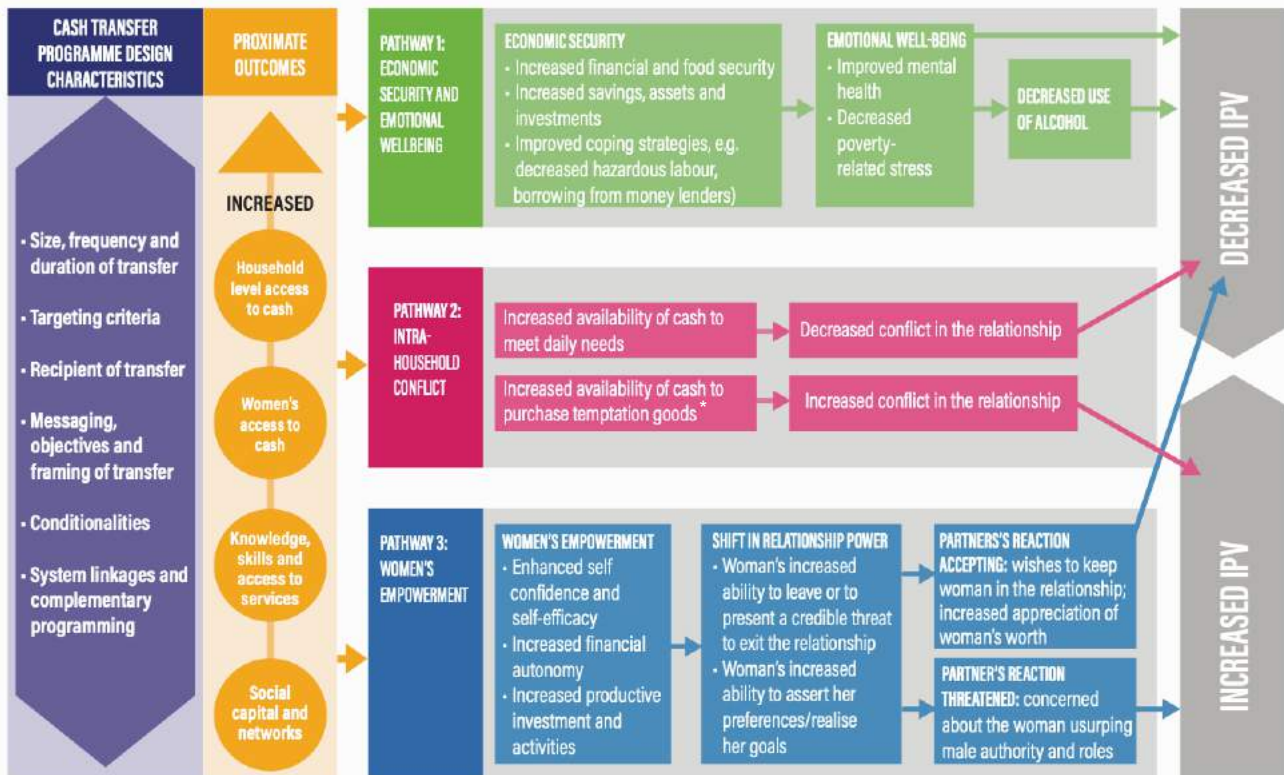 CASH TRANSFER
PROGRAMME DESIGN
CHARACTERISTICS
• Size, frequency and
duration of transfer
• Targeting criteria
• Recipient of transfer
• Messaging,
objectives and
framing of transfer
• Conditionalities
• System linkages and
complementary
programming
PROXIMATE
OUTCOMES
INCREASED
Household
level access
to cash
Women's
access to
cash
Knowledge,
skills and
access to
services
Social
capital and
networks
PATHWAY 1:
ECONOMIC
SECURITY AND
EMOTIONAL
WELLBEING
ECONOMIC SECURITY
• Increased financial and food security
• Increased savings, assets and
investments
• Improved coping strategies, e.g.
decreased hazardous labour,
borrowing from money lenders)
EMOTIONAL WELL-BEING
• Improved mental
health
• Decreased
poverty-
related stress
DECREASED USE
OF ALCOHOL
PATHWAY 2:
INTRA-
HOUSEHOLD
CONFLICT
Increased availability of cash to
meet daily needs
Decreased conflict in the relationship
Increased availability of cash to
purchase temptation goods*
Increased conflict in the relationship
PATHWAY 3:
WOMEN'S
EMPOWERMENT
WOMEN'S EMPOWERMENT
• Enhanced self
confidence and
self-efficacy
• Increased financial
autonomy
• Increased productive
investment and
activities
SHIFT IN RELATIONSHIP POWER
• Woman's increased
ability to leave or to
present a credible threat
to exit the relationship
• Woman's increased
ability to assert her
preferences/realise
her goals
PARTNERS'S REACTION
ACCEPTING: wishes to keep
woman in the relationship;
increased appreciation of
woman's worth
PARTNER'S REACTION
THREATENED: concerned
about the woman usurping
male authority and roles
DECREASED IPV
INCREASED IPV